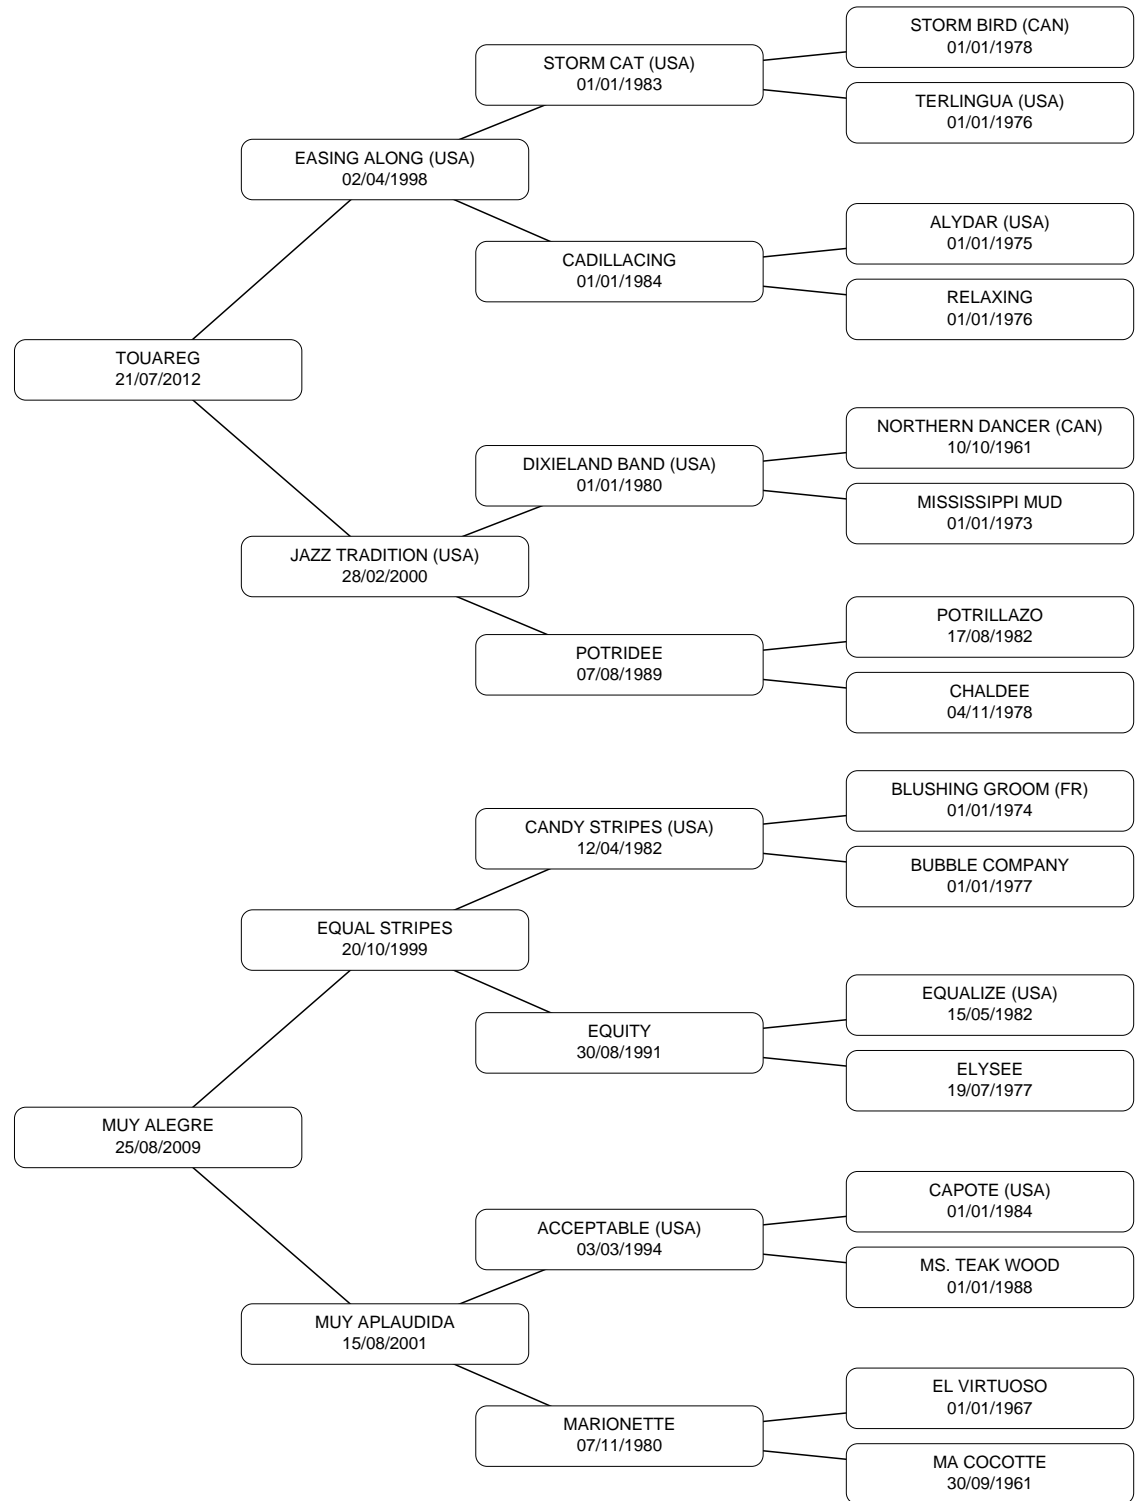 STORM BIRD (CAN)
01/01/1978
STORM CAT (USA)
01/01/1983
TERLINGUA (USA)
01/01/1976
EASING ALONG (USA)
02/04/1998
ALYDAR (USA)
01/01/1975
CADILLACING
01/01/1984
RELAXING
01/01/1976
TOUAREG
21/07/2012
NORTHERN DANCER (CAN)
10/10/1961
DIXIELAND BAND (USA)
01/01/1980
MISSISSIPPI MUD
01/01/1973
JAZZ TRADITION (USA)
28/02/2000
POTRILLAZO
17/08/1982
POTRIDEE
07/08/1989
CHALDEE
04/11/1978
BLUSHING GROOM (FR)
01/01/1974
CANDY STRIPES (USA)
12/04/1982
BUBBLE COMPANY
01/01/1977
EQUAL STRIPES
20/10/1999
EQUALIZE (USA)
15/05/1982
EQUITY
30/08/1991
ELYSEE
19/07/1977
MUY ALEGRE
25/08/2009
CAPOTE (USA)
01/01/1984
ACCEPTABLE (USA)
03/03/1994
MS. TEAK WOOD
01/01/1988
MUY APLAUDIDA
15/08/2001
EL VIRTUOSO
01/01/1967
MARIONETTE
07/11/1980
MA COCOTTE
30/09/1961